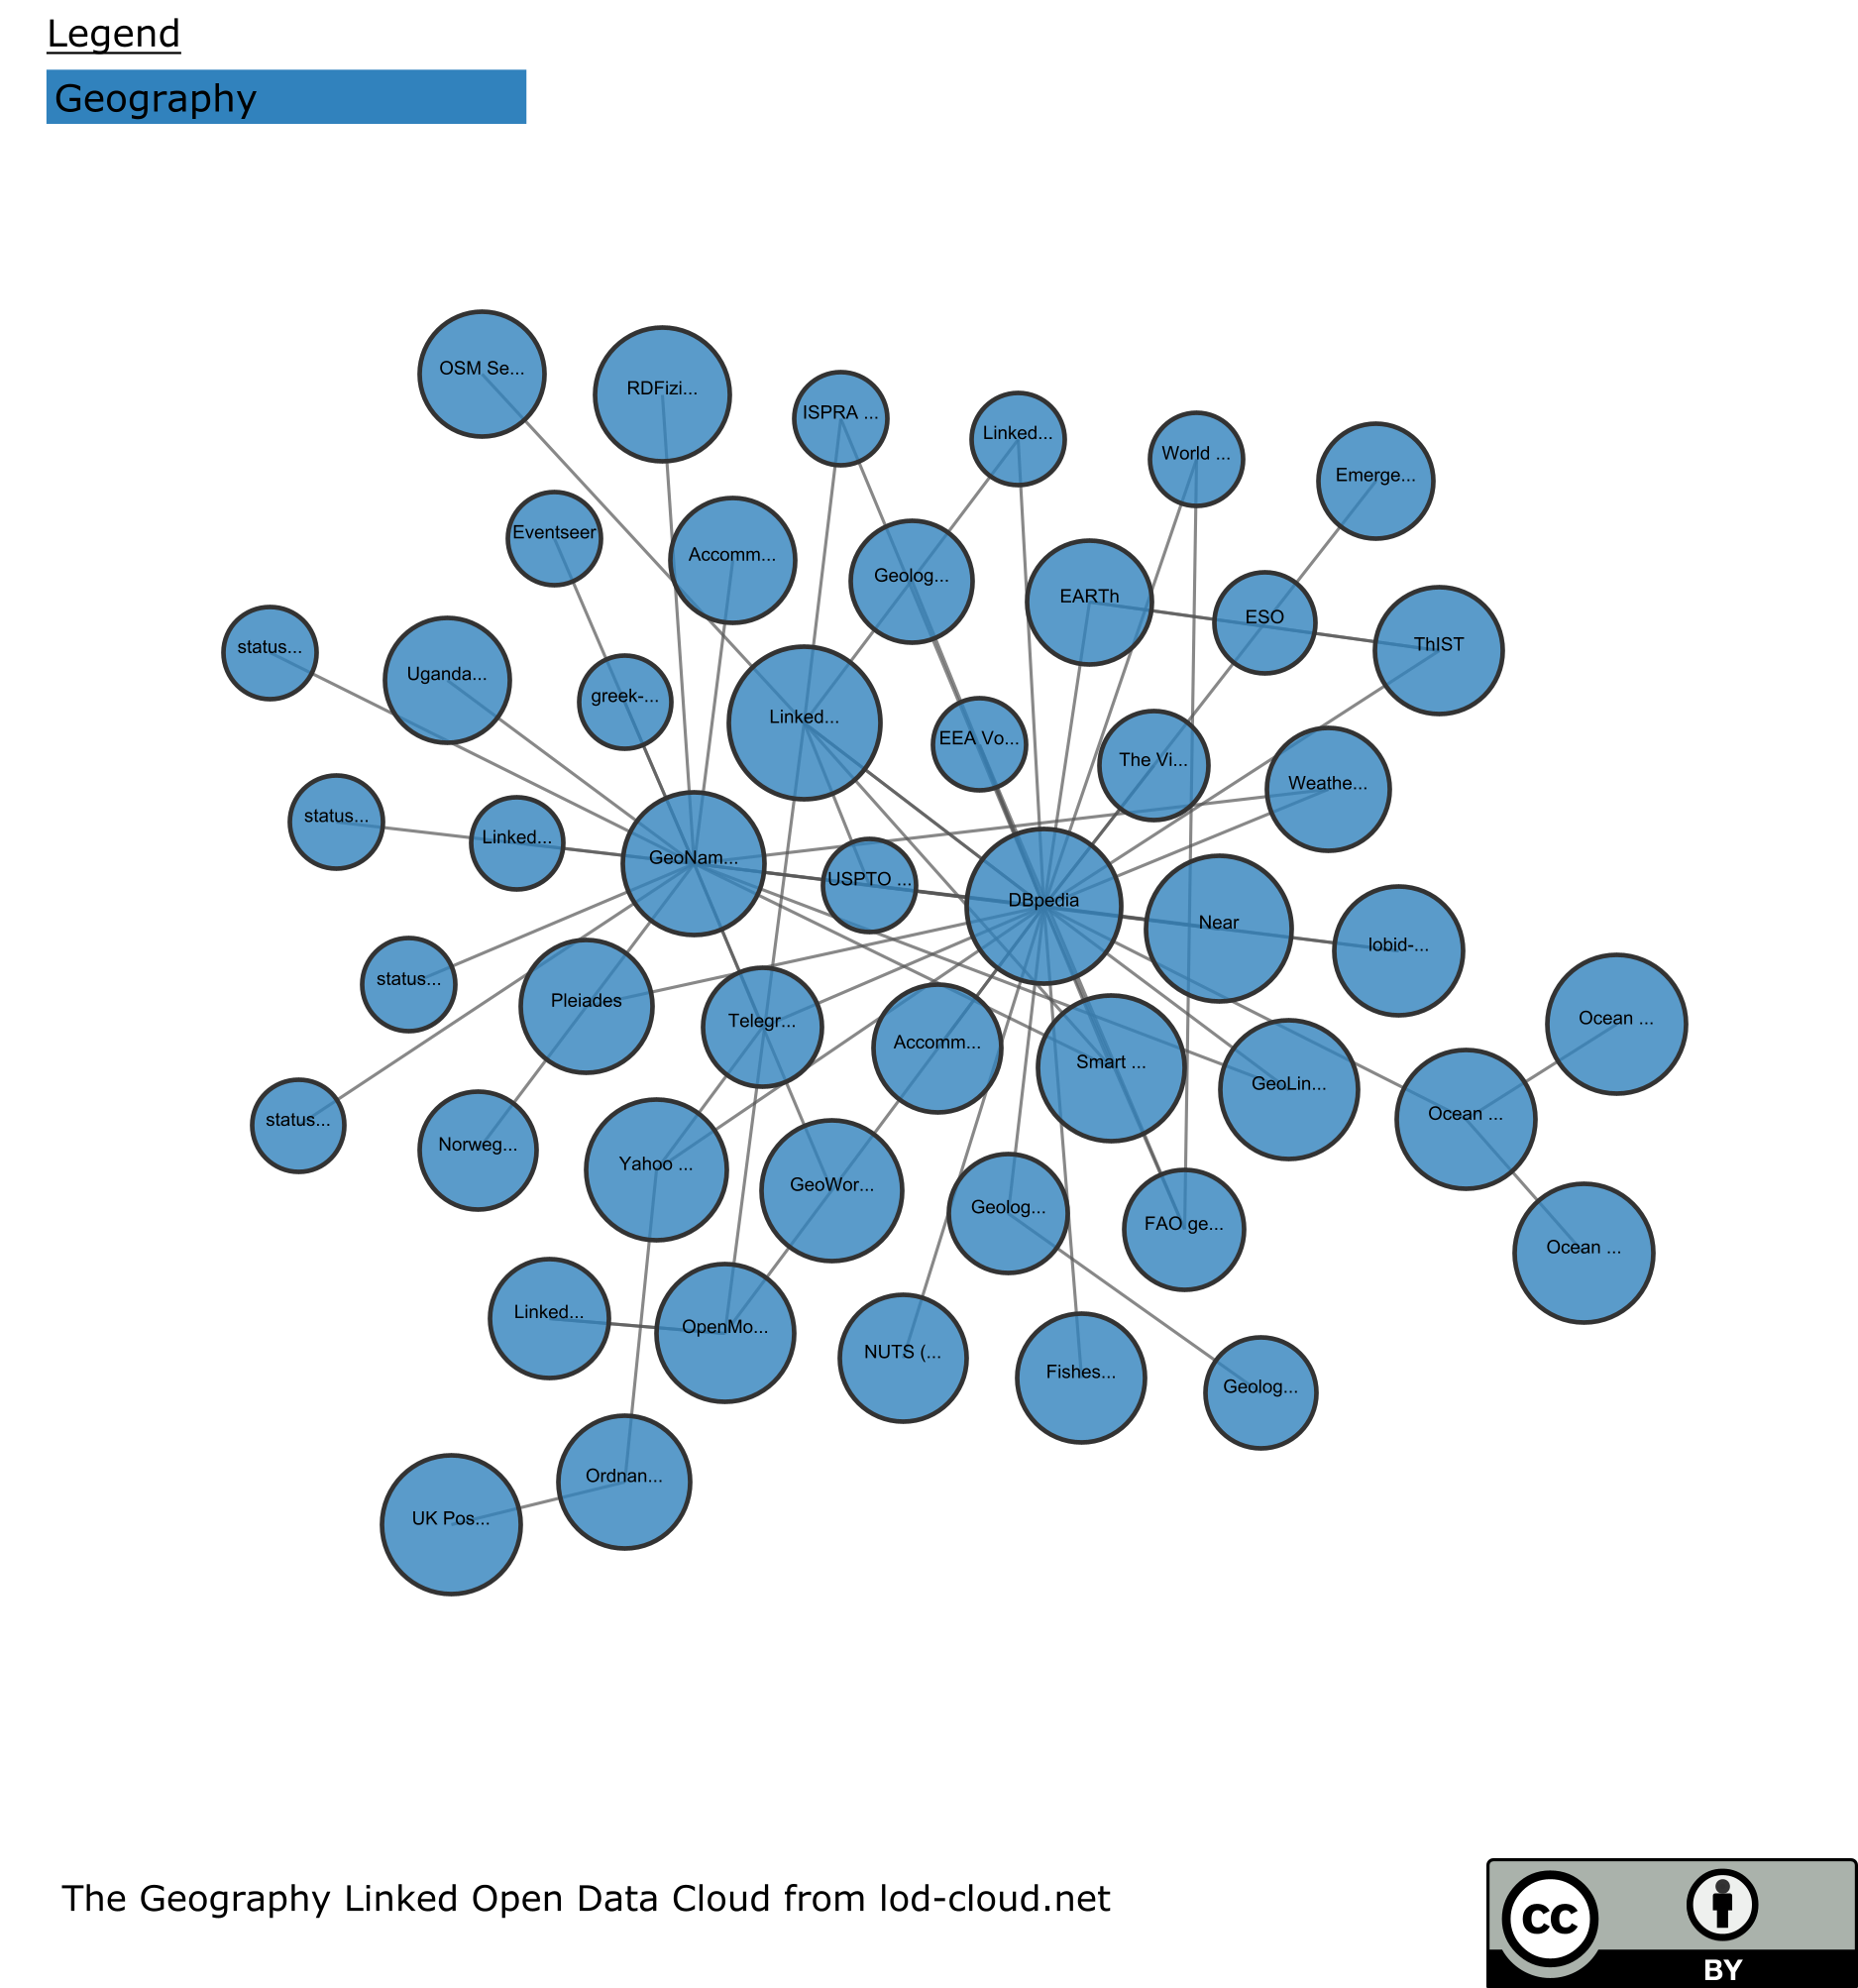 Legend
Geography
OSM Se...
RDFizi...
ISPRA ...
Linked...
World ...
Emerge...
Eventseer
Accomm...
Geolog...
EARTh
ESO
ThIST
status...
Uganda...
greek-...
Linked...
EEA Vo...
The Vi...
Weathe...
status...
Linked...
GeoNam...
USPTO ...
DBpedia
Near
lobid-...
status...
Pleiades
Telegr...
Accomm...
Smart ...
GeoLin...
Ocean ...
Ocean ...
status...
Norweg...
Yahoo ...
GeoWor...
Geolog...
FAO ge...
Ocean ...
Linked...
OpenMo...
NUTS (...
Fishes...
Geolog...
Ordnan...
UK Pos...
The Geography Linked Open Data Cloud from lod-cloud.net
cc
BY